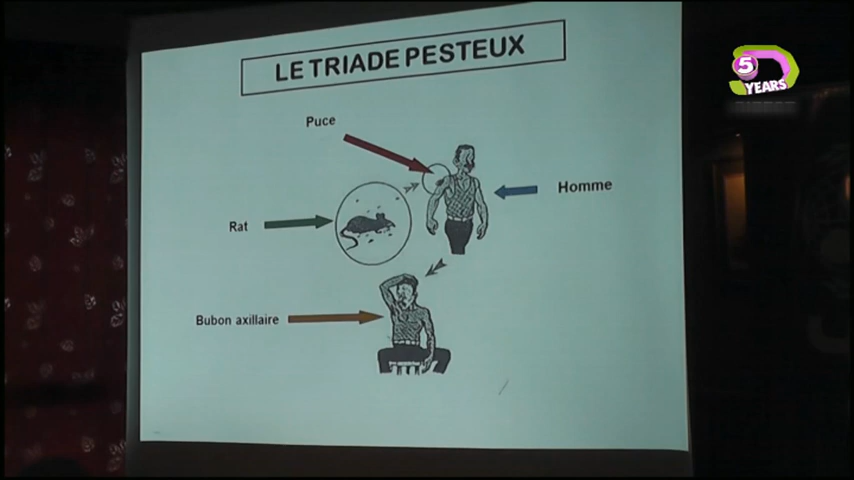 LE TRIADE PESTEUX
5
YEARS
Puce
Homme
Rat
Bubon axillaire